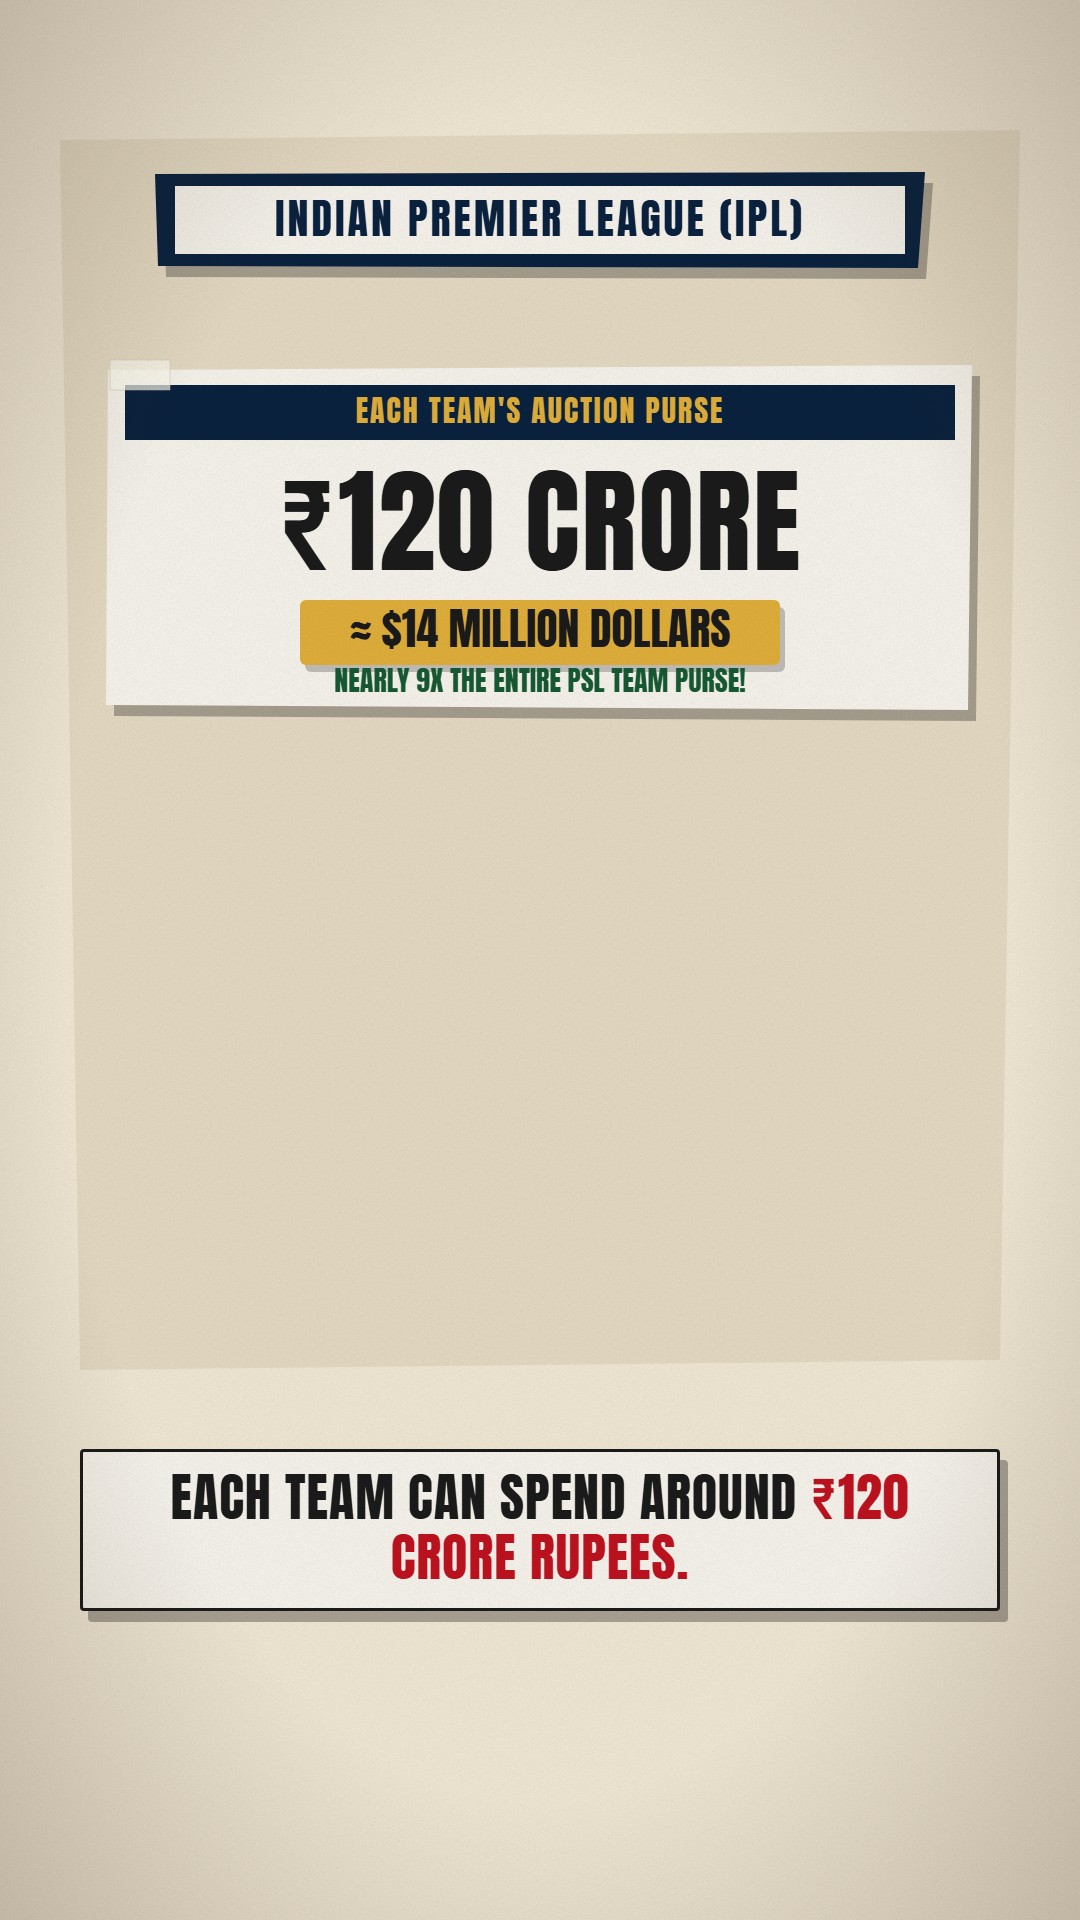 INDIAN PREMIER LEAGUE (IPL)
EACH TEAM'S AUCTION PURSE
₹120 CRORE
≈ $14 MILLION DOLLARS
NEARLY 9X THE ENTIRE PSL TEAM PURSE!
EACH TEAM CAN SPEND AROUND ₹120
CRORE RUPEES.